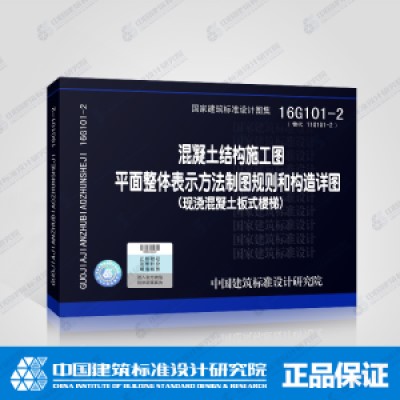 国家建筑标准设计图集 16G101-2
(替代 11G101-2)
混凝土结构施工图
平面整体表示方法制图规则和构造详图
(现浇混凝土板式楼梯)
中国建筑标准设计研究院
GUOJIAJIANZHUBIAOZHUNSHEJI 16G101-2
中国建筑标准设计研究院
CHINA INSTITUTE OF BUILDING STANDARD DESIGN & RESEARCH
正品保证